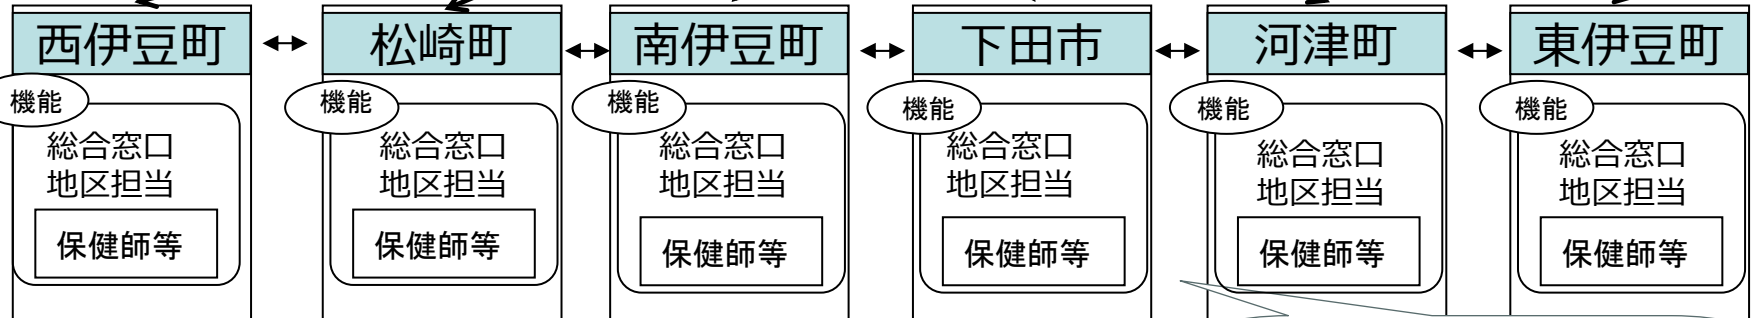 西伊豆町
松崎町
南伊豆町
下田市
河津町
東伊豆町
機能
総合窓口
地区担当
保健師等
機能
総合窓口
地区担当
保健師等
機能
総合窓口
地区担当
保健師等
機能
総合窓口
地区担当
保健師等
機能
総合窓口
地区担当
保健師等
機能
総合窓口
地区担当
保健師等